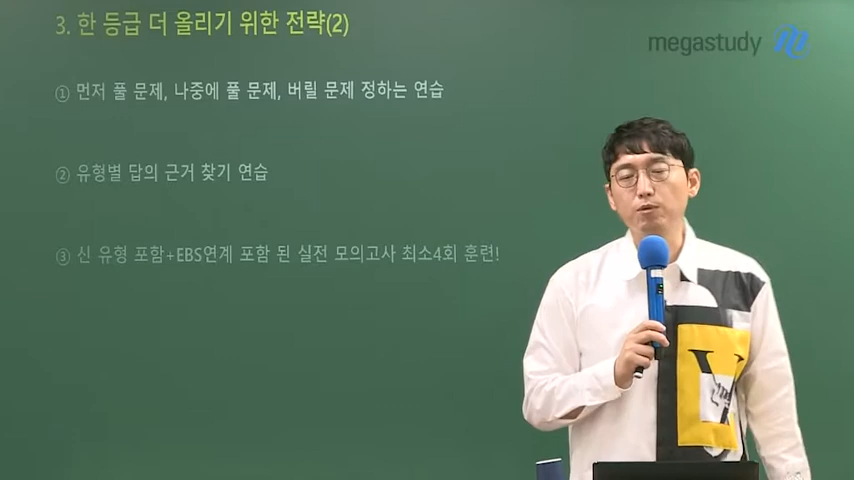 3. 한 등급 더 올리기 위한 전략(2)
megastudy
① 먼저 풀 문제, 나중에 풀 문제, 버릴 문제 정하는 연습
② 유형별 답의 근거 찾기 연습
③ 신 유형 포함+EBS연계 포함 된 실전 모의고사 최소4회 훈련!